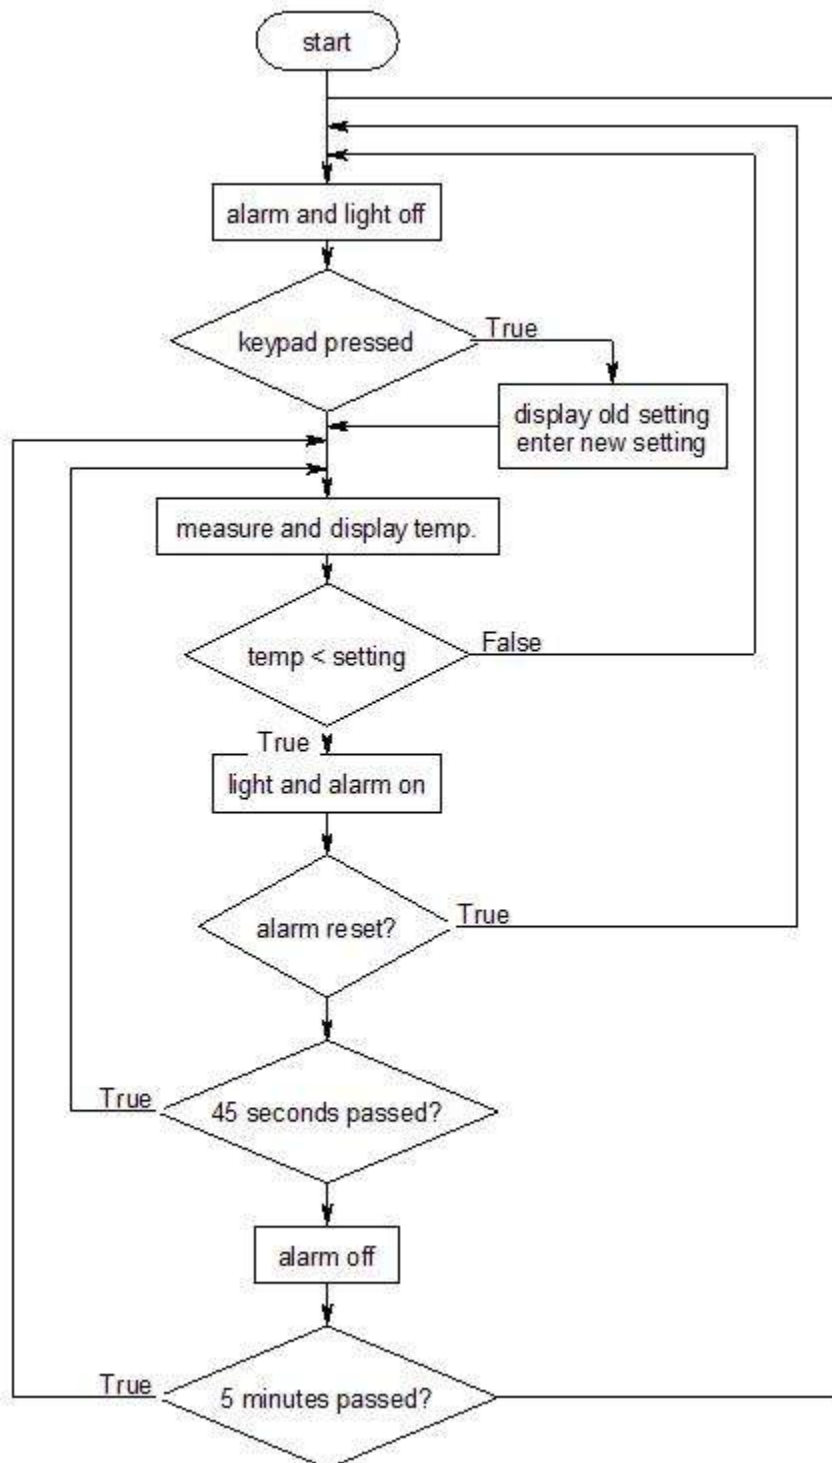 start
alarm and light off
keypad pressed
True
display old setting
enter new setting
measure and display temp.
temp < setting
False
True
light and alarm on
alarm reset?
True
True
45 seconds passed?
alarm off
True
5 minutes passed?